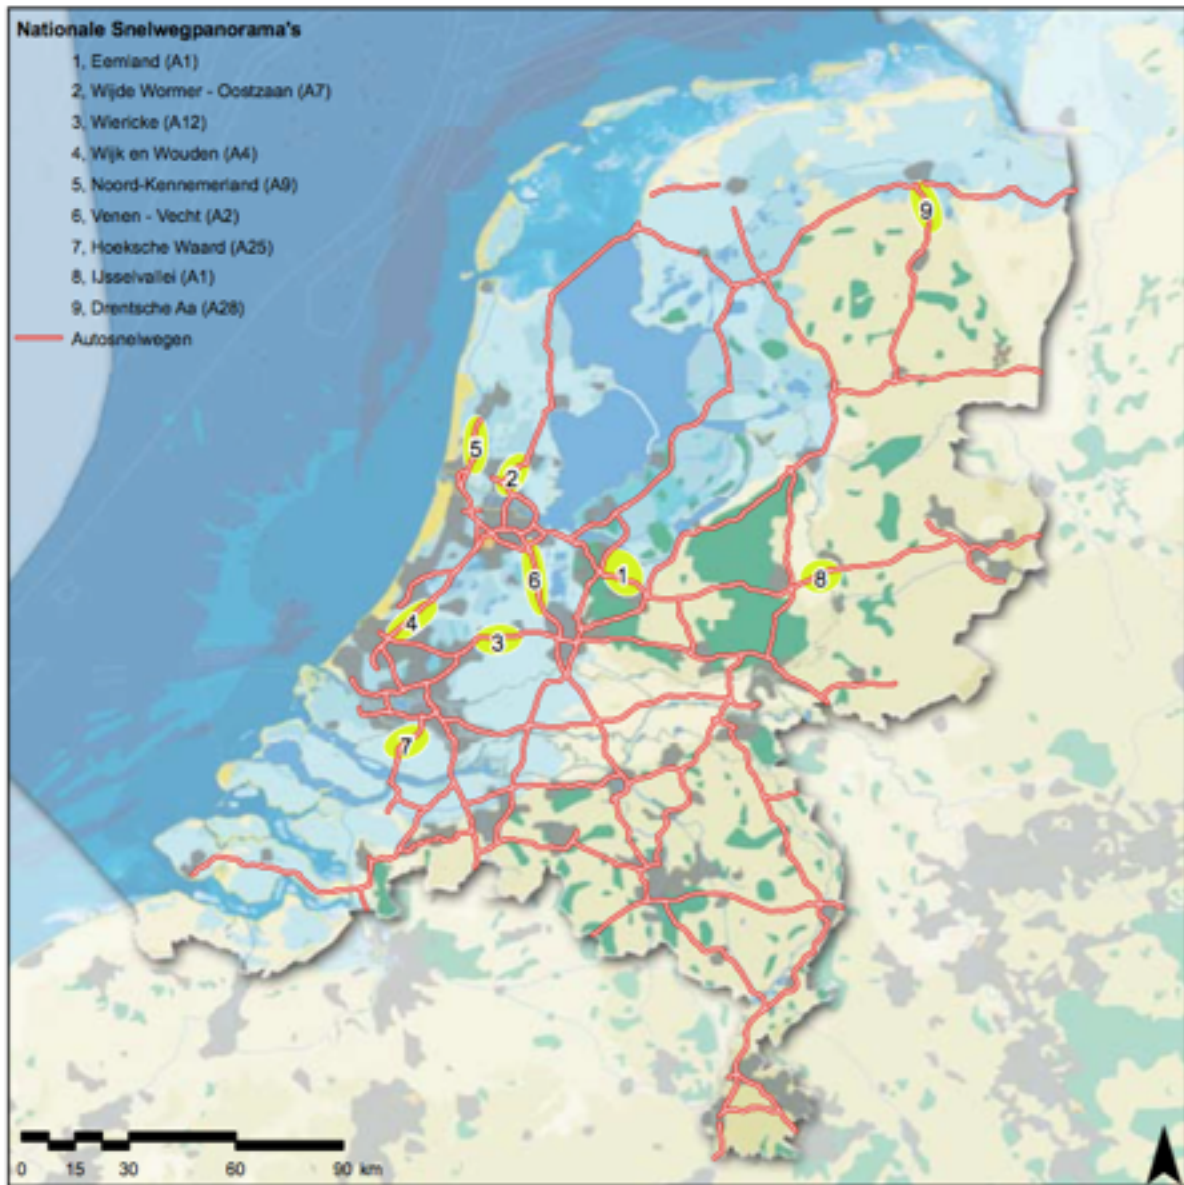 Nationale Snelwegpanorama's
1, Eemland (A1)
2, Wijde Wormer - Oostzaan (A7)
3, Wiericke (A12)
4, Wijk en Wouden (A4)
5, Noord-Kennemerland (A9)
6, Venen - Vecht (A2)
7, Hoeksche Waard (A25)
8, IJsselvallei (A1)
9, Drentsche Aa (A28)
Autosnelwegen
9
5
2
6
1
8
4
3
7
0 15 30 60 90 km